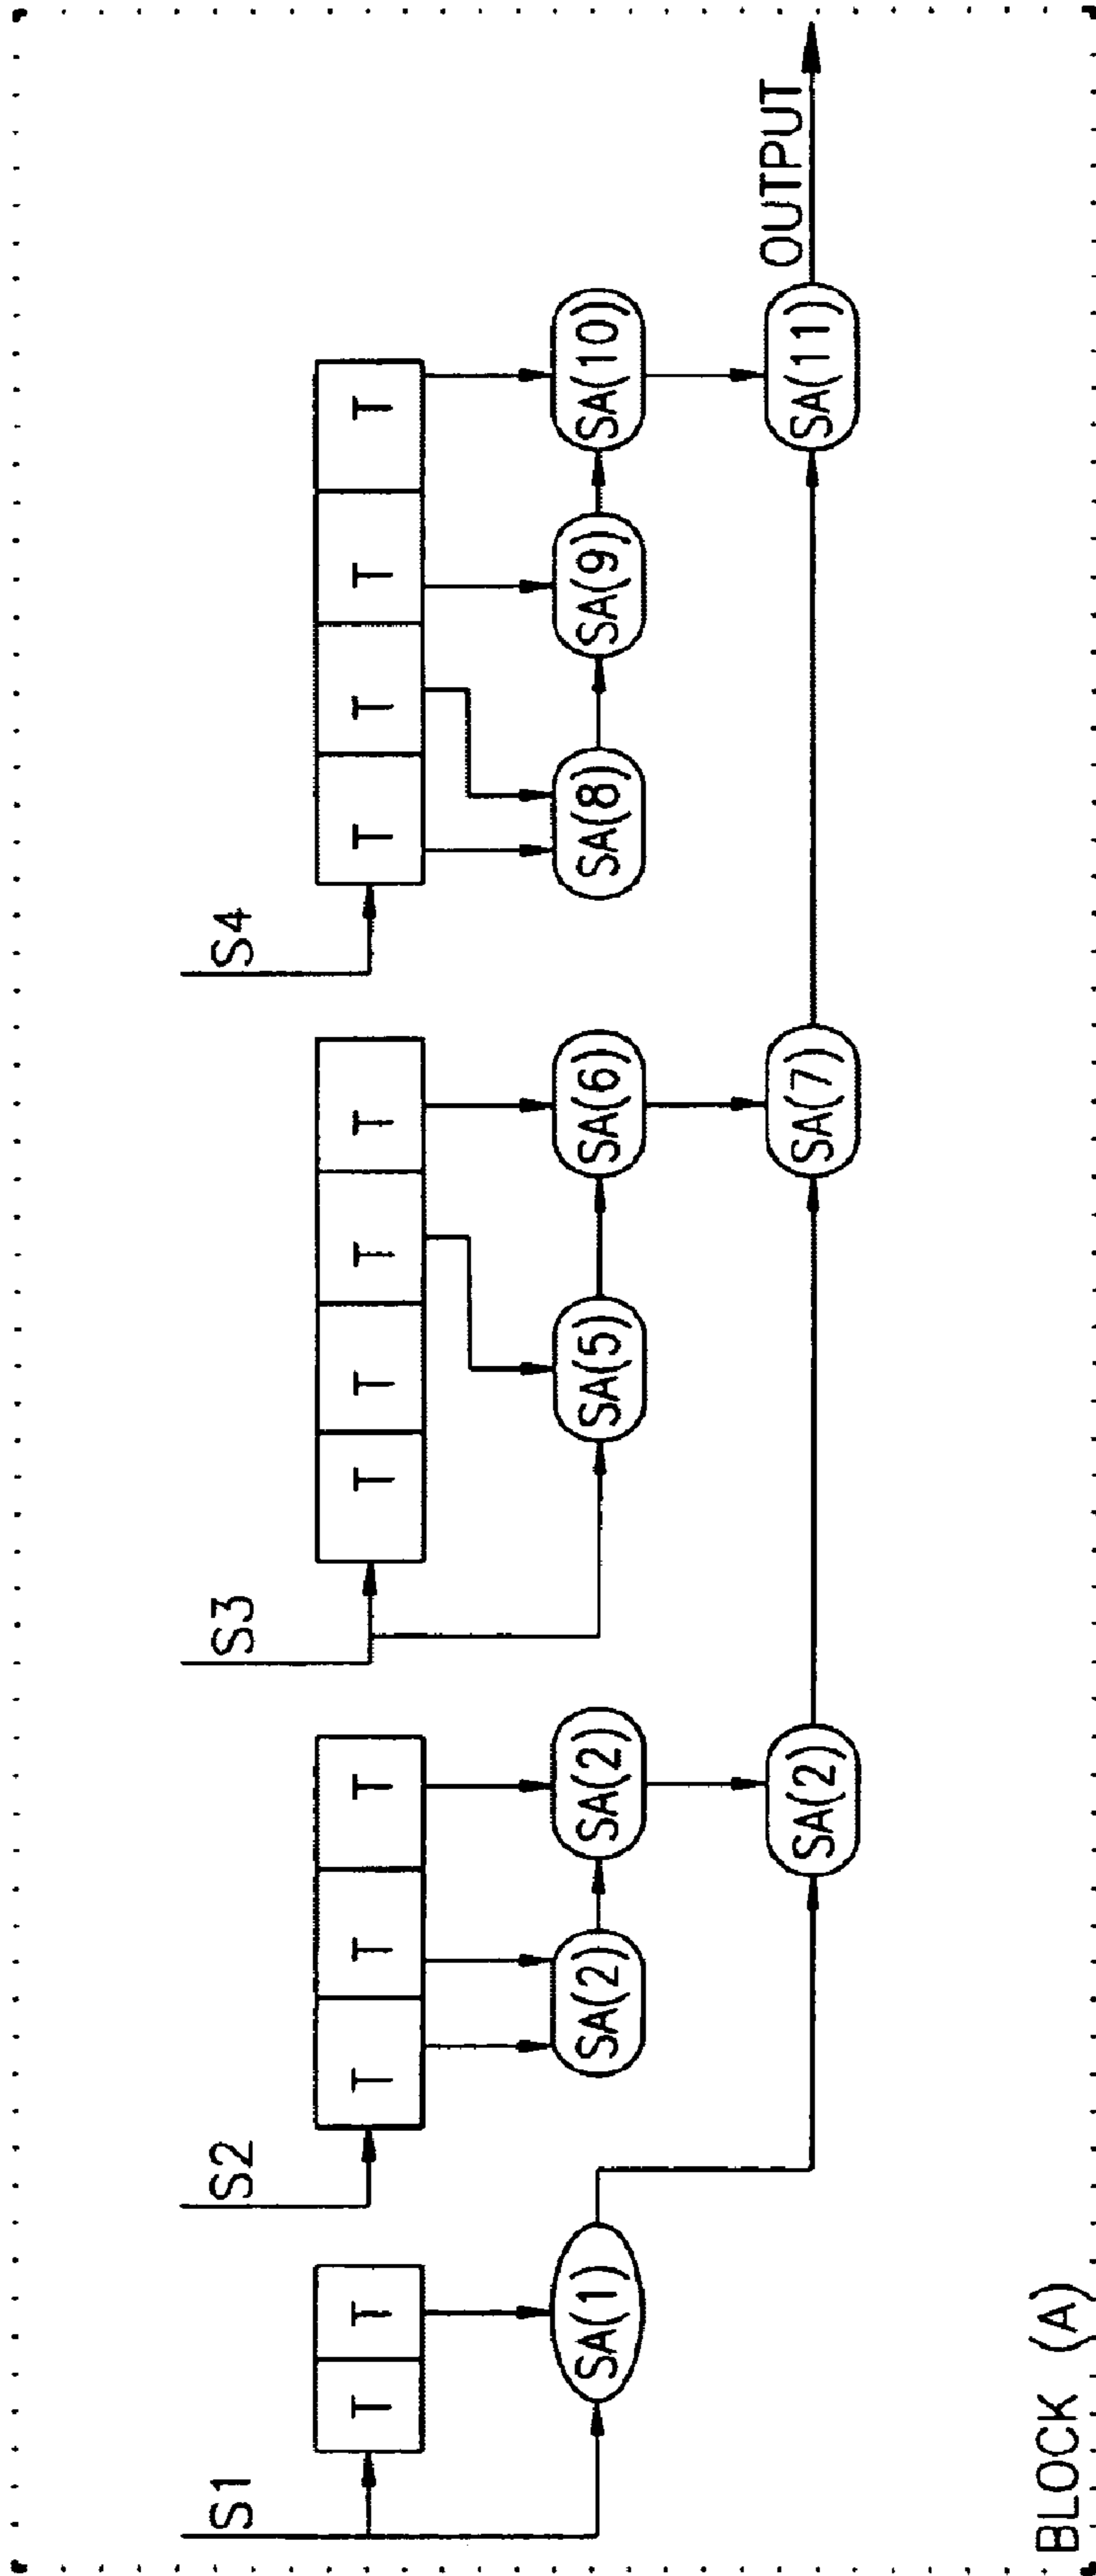 S1
S2
S3
S4
T T
T T T
T T T T
T T T T
SA(1)
SA(2)
SA(2)
SA(5)
SA(6)
SA(8)
SA(9)
SA(10)
SA(2)
SA(7)
SA(11)
OUTPUT
BLOCK (A)